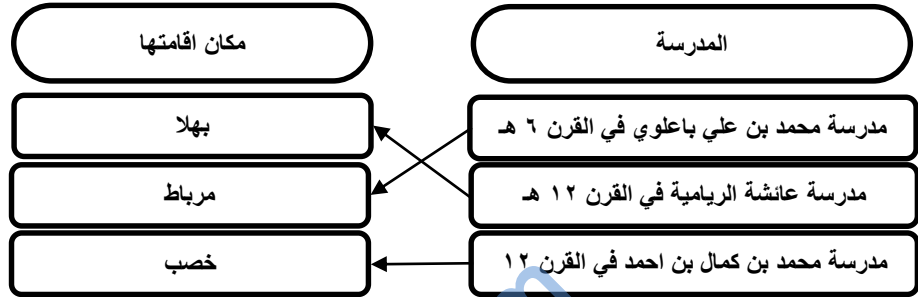 المدرسة
مكان اقامتها
مدرسة محمد بن علي باعلوي في القرن ٦ هـ
بهلا
مدرسة عائشة الريامية في القرن ١٢ هـ
مرباط
مدرسة محمد بن كمال بن احمد في القرن ١٢
خصب